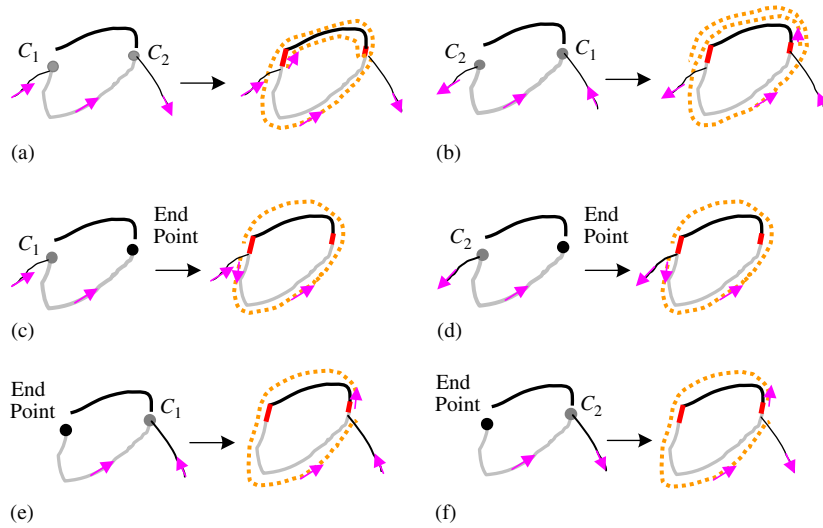 C1
C2
(a)
C2
C1
(b)
C1
End
Point
(c)
C2
End
Point
(d)
End
Point
C1
(e)
End
Point
C2
(f)